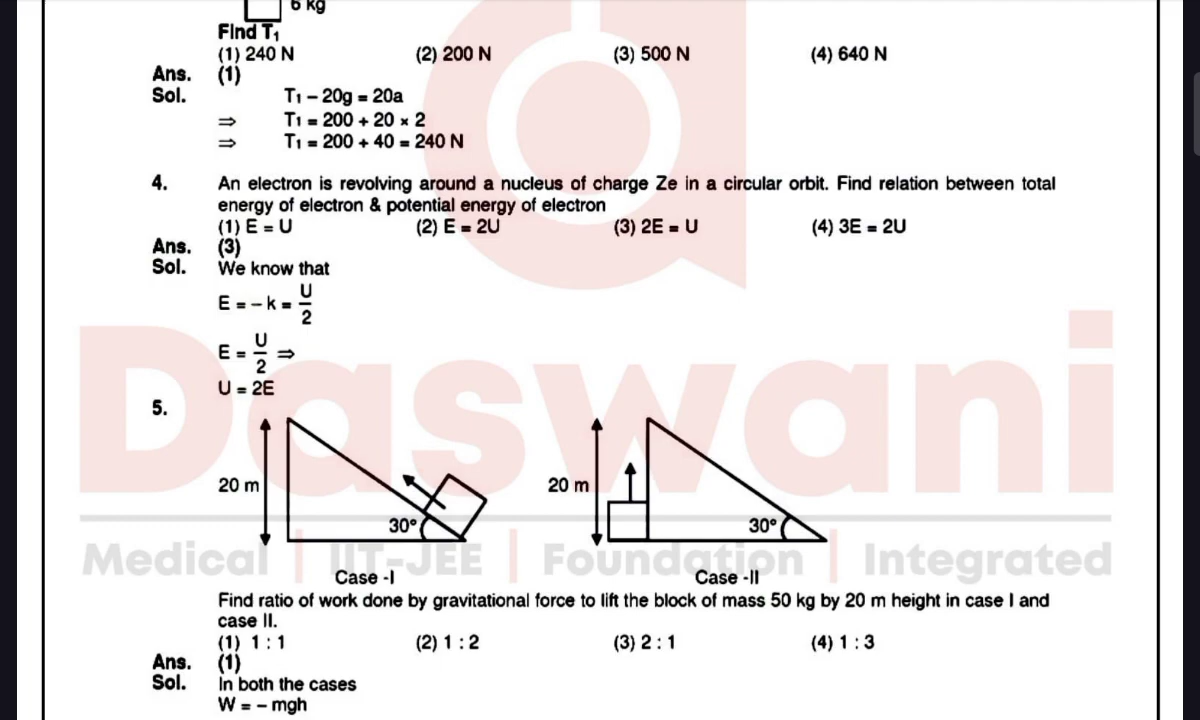 6 kg
Find T₁
(1) 240 N (2) 200 N (3) 500 N (4) 640 N
Ans. (1)
Sol. T₁ – 20g = 20a
⇒ T₁ = 200 + 20 × 2
⇒ T₁ = 200 + 40 = 240 N
4. An electron is revolving around a nucleus of charge Ze in a circular orbit. Find relation between total
energy of electron & potential energy of electron
(1) E = U (2) E = 2U (3) 2E = U (4) 3E = 2U
Ans. (3)
Sol. We know that
E = – k = U/2
E = U/2 ⇒
U = 2E
5.
20 m 30° 20 m 30°
Case -I Case -II
Find ratio of work done by gravitational force to lift the block of mass 50 kg by 20 m height in case I and
case II.
(1) 1 : 1 (2) 1 : 2 (3) 2 : 1 (4) 1 : 3
Ans. (1)
Sol. In both the cases
W = – mgh
Daswani
Medical | IIT-JEE | Foundation | Integrated